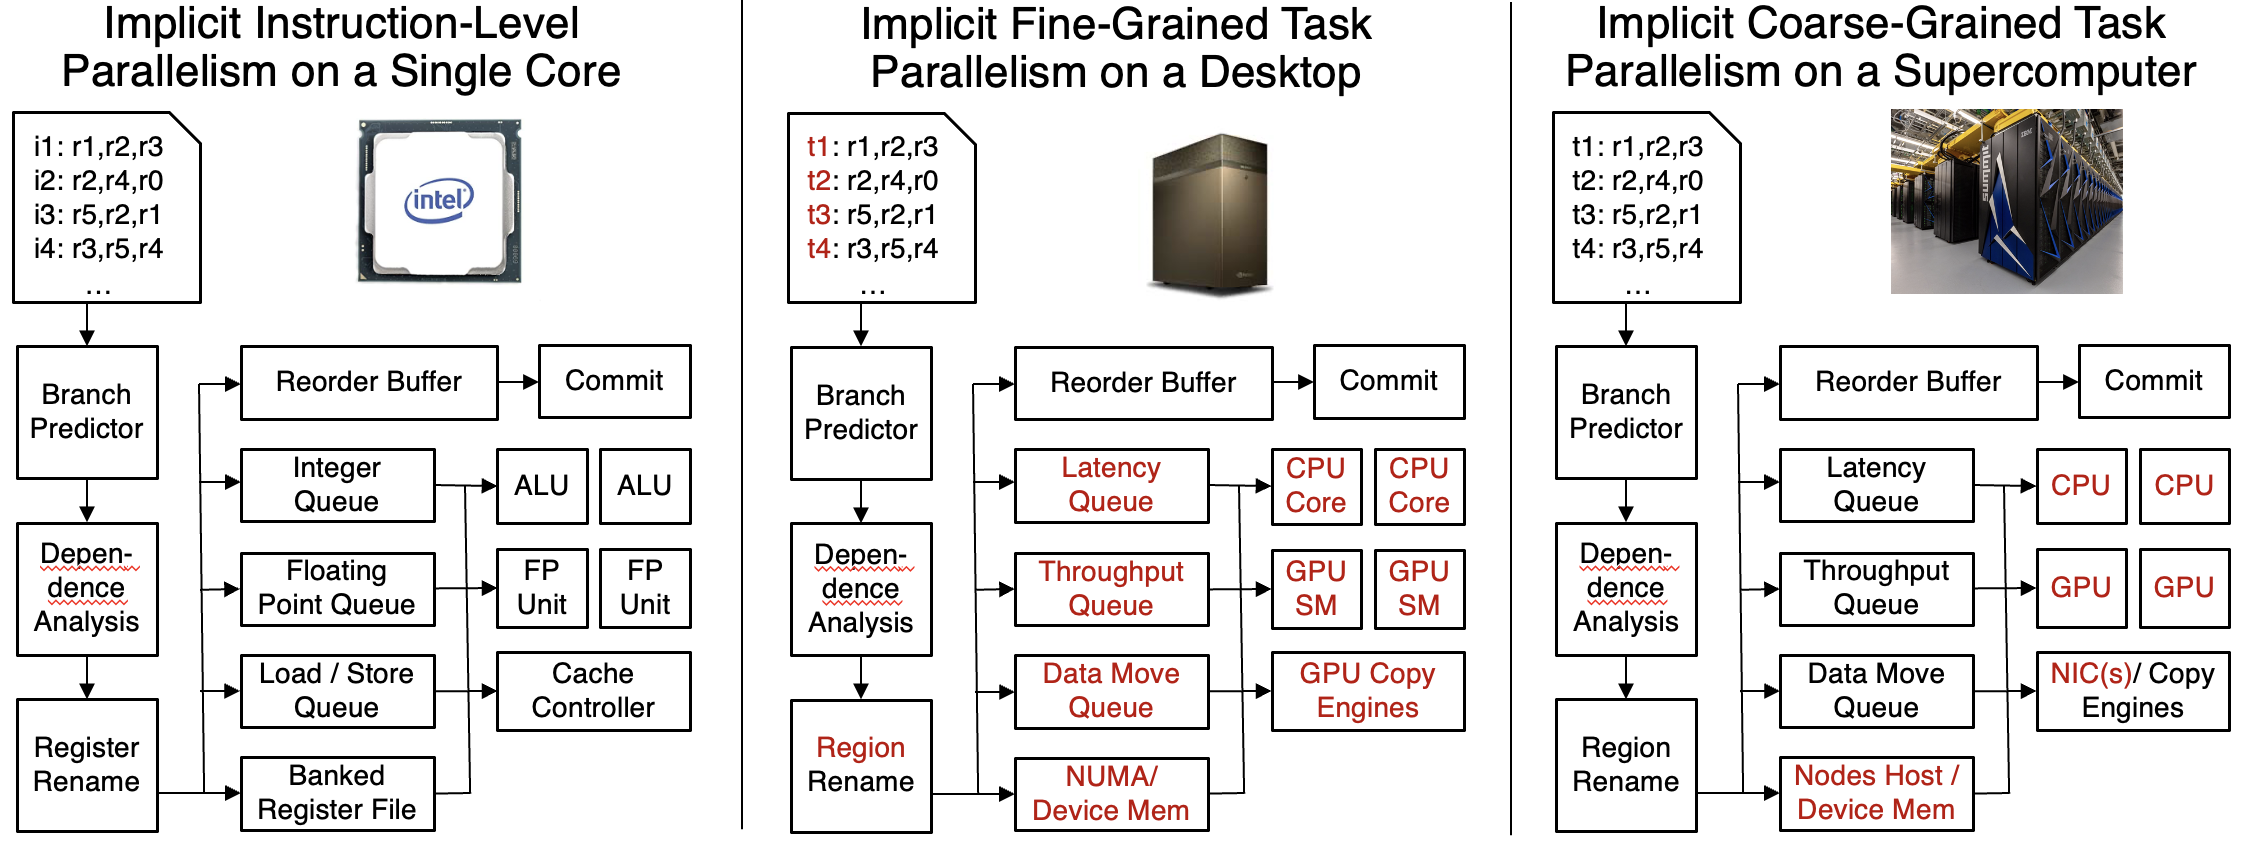 Implicit Instruction-Level
Parallelism on a Single Core
i1: r1,r2,r3
i2: r2,r4,r0
i3: r5,r2,r1
i4: r3,r5,r4
...
intel
Branch
Predictor
Depen-
dence
Analysis
Register
Rename
Reorder Buffer
Commit
Integer
Queue
ALU
ALU
Floating
Point Queue
FP
Unit
FP
Unit
Load / Store
Queue
Cache
Controller
Banked
Register File
Implicit Fine-Grained Task
Parallelism on a Desktop
t1: r1,r2,r3
t2: r2,r4,r0
t3: r5,r2,r1
t4: r3,r5,r4
...
Branch
Predictor
Depen-
dence
Analysis
Region
Rename
Reorder Buffer
Commit
Latency
Queue
CPU
Core
CPU
Core
Throughput
Queue
GPU
SM
GPU
SM
Data Move
Queue
GPU Copy
Engines
NUMA/
Device Mem
Implicit Coarse-Grained Task
Parallelism on a Supercomputer
t1: r1,r2,r3
t2: r2,r4,r0
t3: r5,r2,r1
t4: r3,r5,r4
...
IBM
SUMMIT
Branch
Predictor
Depen-
dence
Analysis
Region
Rename
Reorder Buffer
Commit
Latency
Queue
CPU
CPU
Throughput
Queue
GPU
GPU
Data Move
Queue
NIC(s)/ Copy
Engines
Nodes Host /
Device Mem